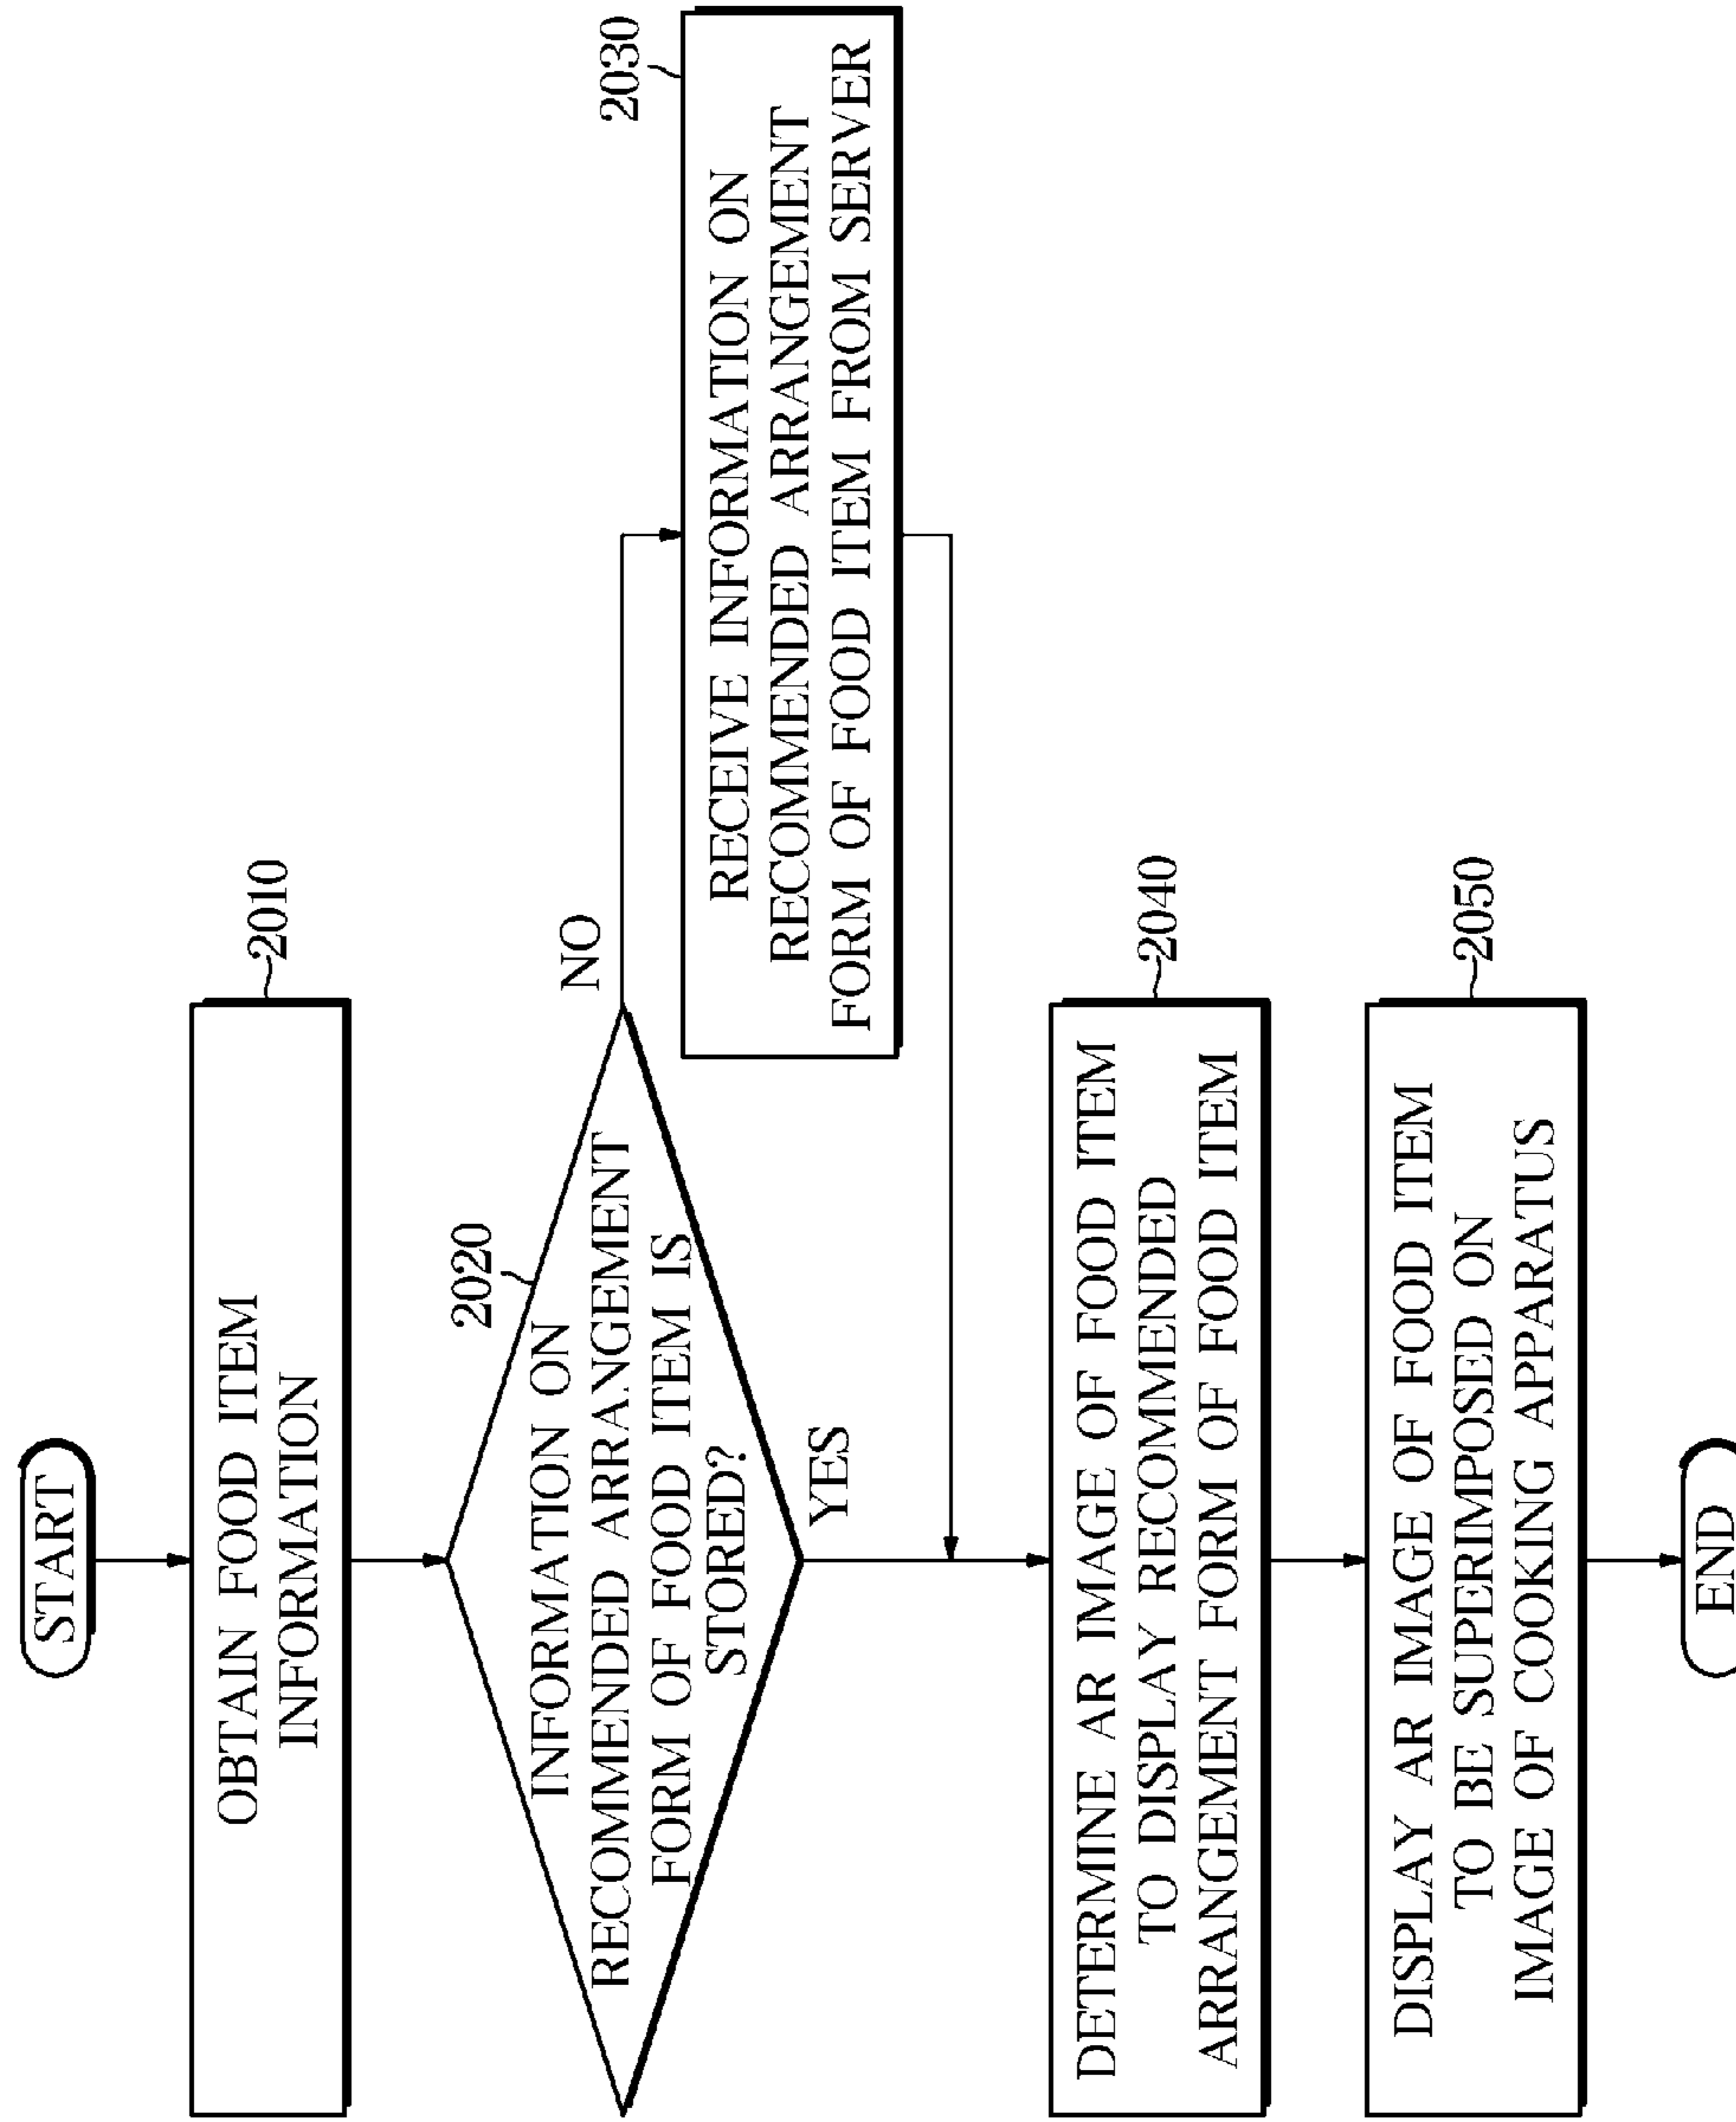 START
OBTAIN FOOD ITEM
INFORMATION
2010
INFORMATION ON
RECOMMENDED ARRANGEMENT
FORM OF FOOD ITEM IS
STORED?
2020
NO
YES
RECEIVE INFORMATION ON
RECOMMENDED ARRANGEMENT
FORM OF FOOD ITEM FROM SERVER
2030
DETERMINE AR IMAGE OF FOOD ITEM
TO DISPLAY RECOMMENDED
ARRANGEMENT FORM OF FOOD ITEM
2040
DISPLAY AR IMAGE OF FOOD ITEM
TO BE SUPERIMPOSED ON
IMAGE OF COOKING APPARATUS
2050
END